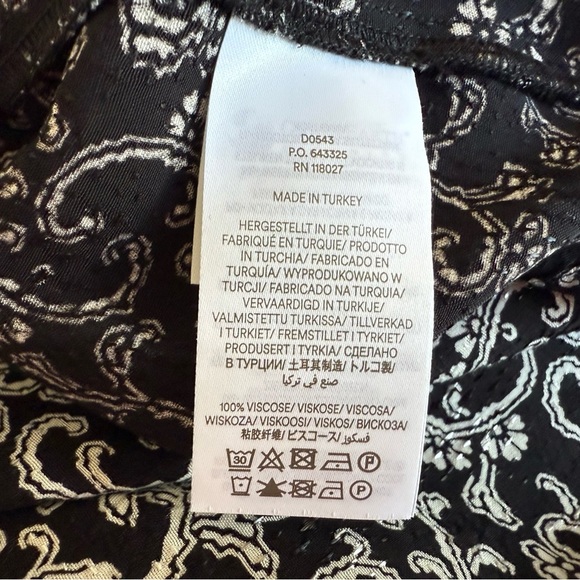 D0543
P.O. 643325
RN 118027
MADE IN TURKEY
HERGESTELLT IN DER TÜRKEI/
FABRIQUÉ EN TURQUIE/ PRODOTTO
IN TURCHIA/ FABRICADO EN
TURQUÍA/ WYPRODUKOWANO W
TURCJI/ FABRICADO NA TURQUIA/
VERVAARDIGD IN TURKIJE/
VALMISTETTU TURKISSA/ TILLVERKAD
I TURKIET/ FREMSTILLET I TYRKIET/
PRODUSERT I TYRKIA/ СДЕЛАНО
В ТУРЦИИ/ 土耳其制造/ トルコ製/
صنع في تركيا
100% VISCOSE/ VISKOSE/ VISCOSA/
WISKOZA/ VISKOOSI/ VISKOS/ ВИСКОЗА/
粘胶纤维/ ビスコース/ فسكوز
30 P
P